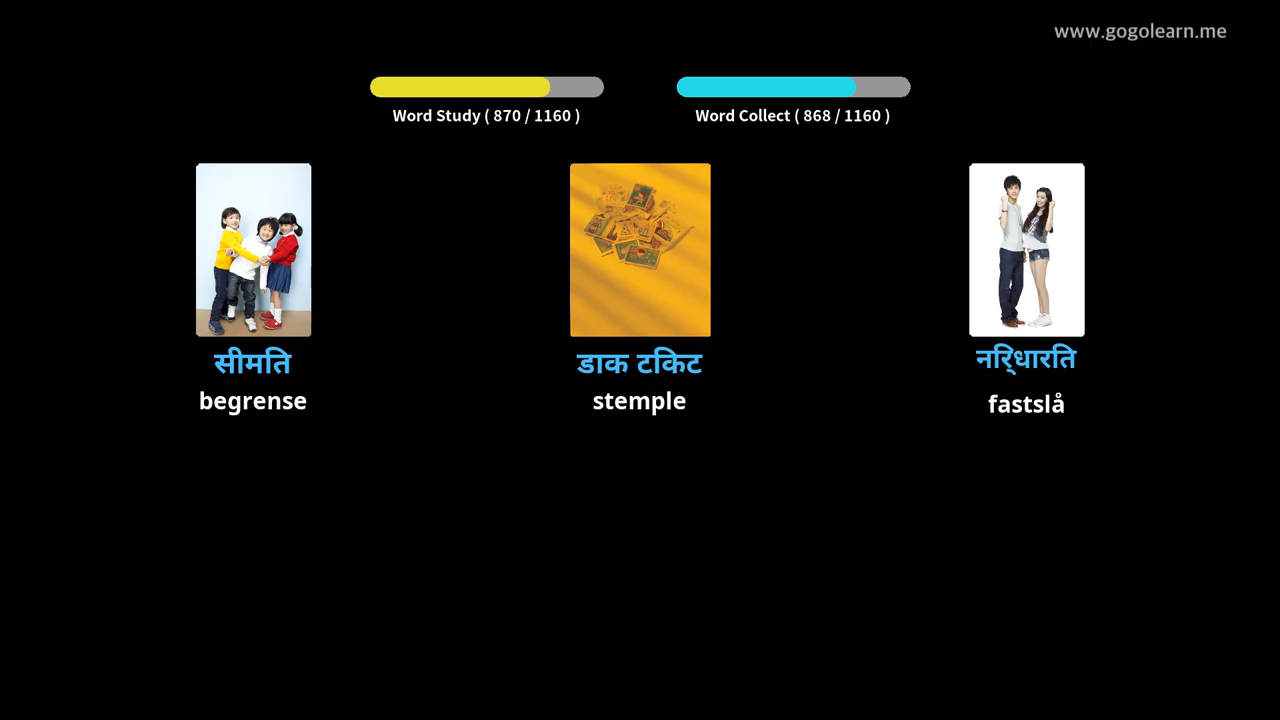 www.gogolearn.me
Word Study ( 870 / 1160 )
Word Collect ( 868 / 1160 )
सीमति
begrense
डाक टकिट
stemple
नरि्धारति
fastslå